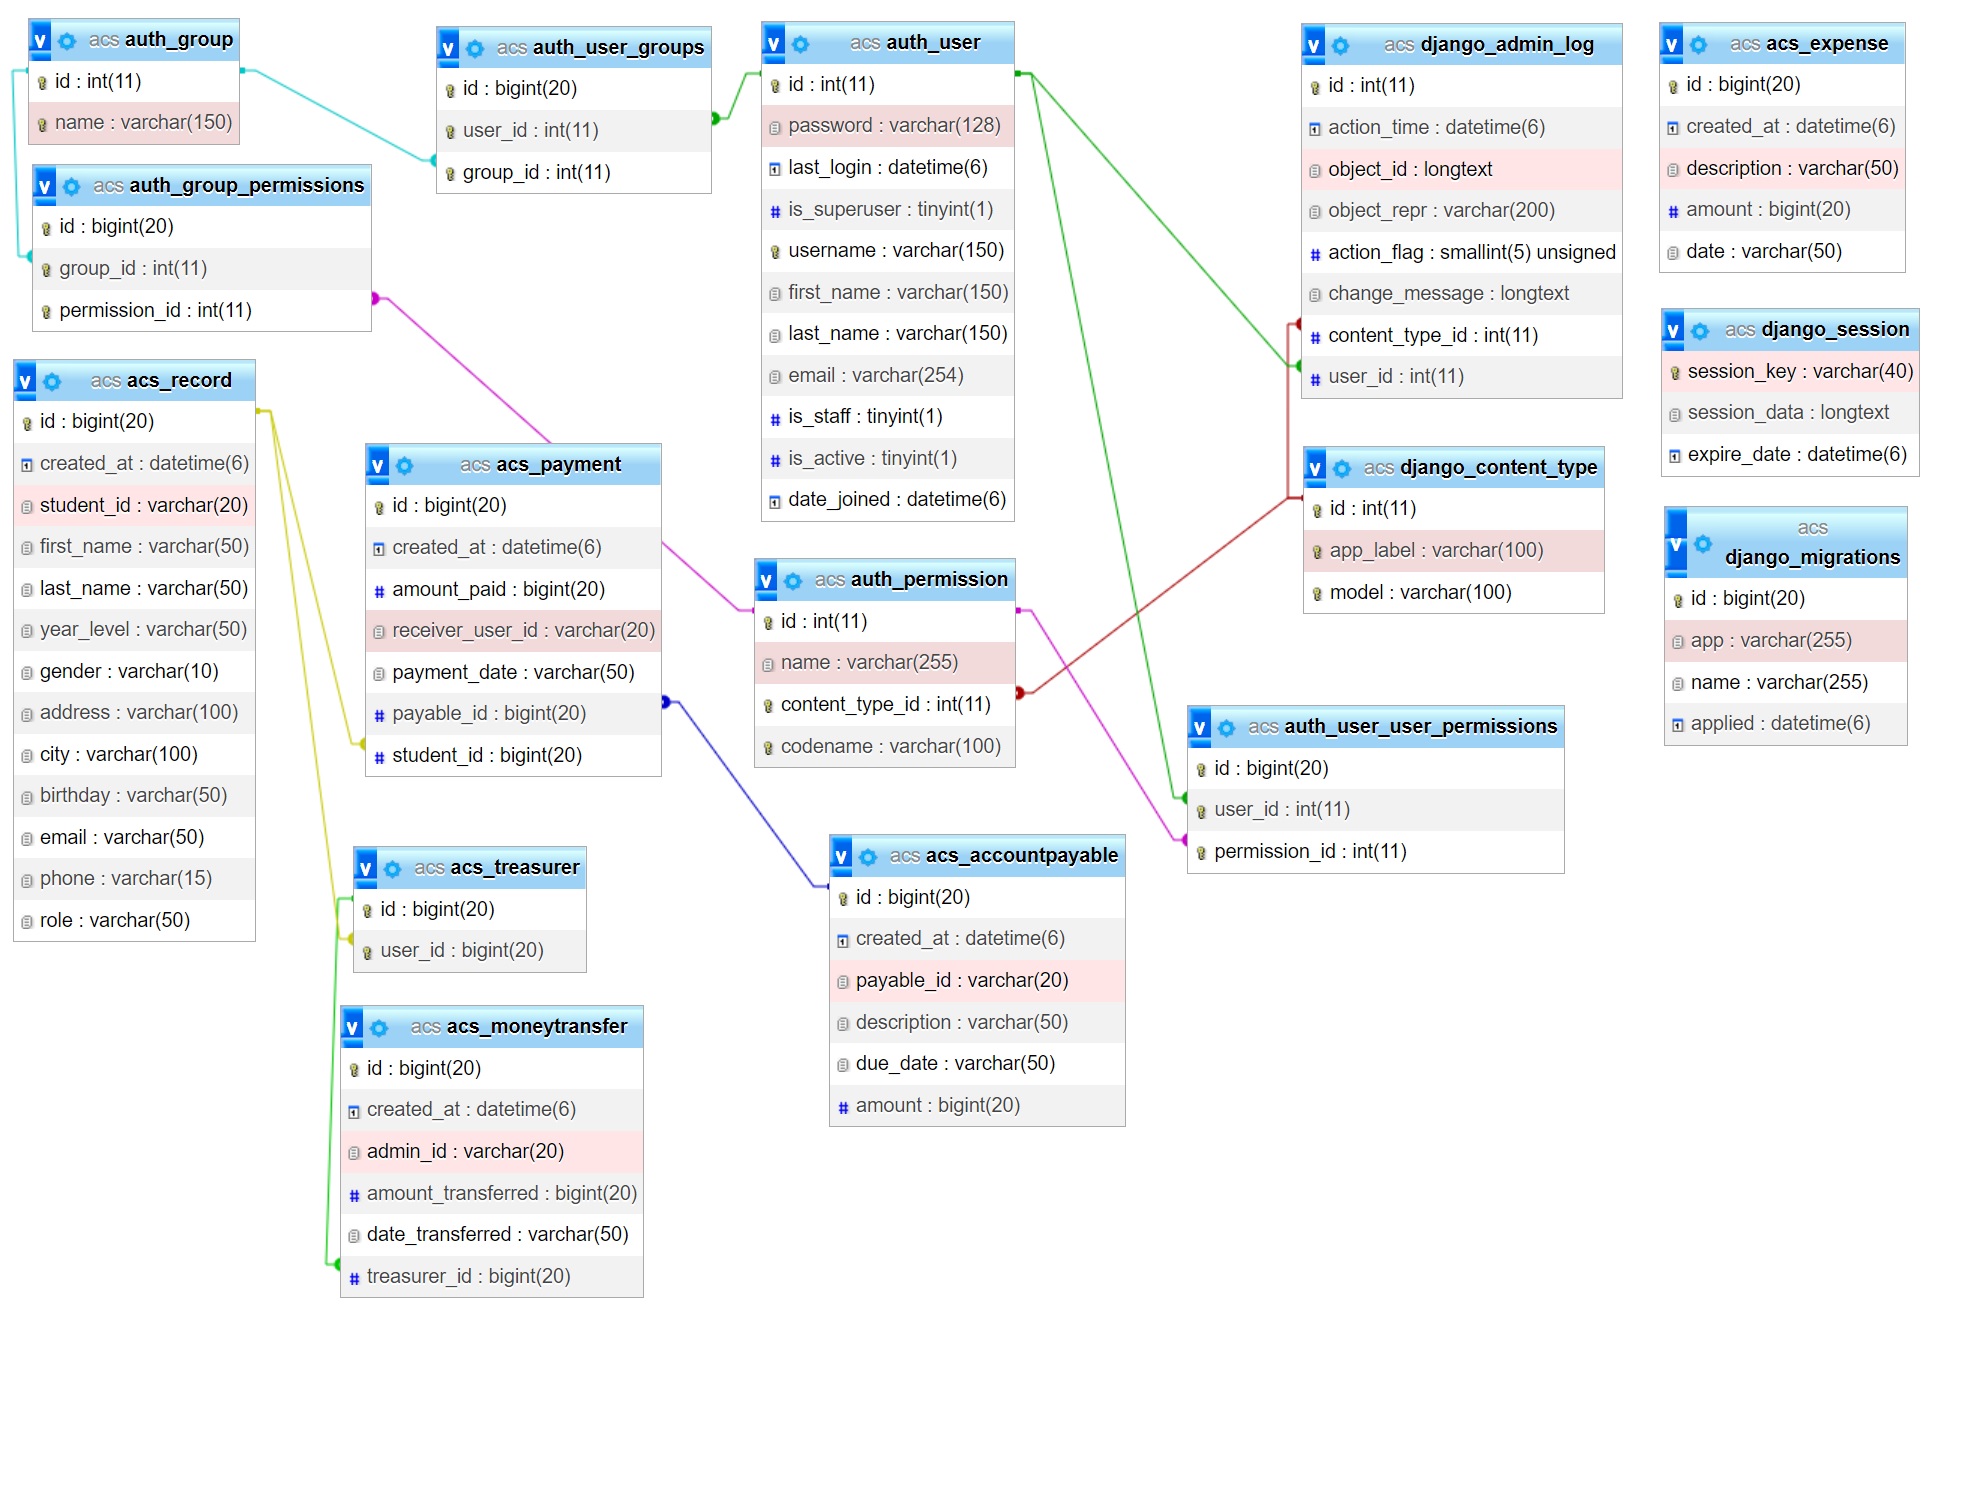 acs auth_group
id : int(11)
name : varchar(150)
acs auth_group_permissions
id : bigint(20)
group_id : int(11)
permission_id : int(11)
acs acs_record
id : bigint(20)
created_at : datetime(6)
student_id : varchar(20)
first_name : varchar(50)
last_name : varchar(50)
year_level : varchar(50)
gender : varchar(10)
address : varchar(100)
city : varchar(100)
birthday : varchar(50)
email : varchar(50)
phone : varchar(15)
role : varchar(50)
acs auth_user_groups
id : bigint(20)
user_id : int(11)
group_id : int(11)
acs acs_payment
id : bigint(20)
created_at : datetime(6)
amount_paid : bigint(20)
receiver_user_id : varchar(20)
payment_date : varchar(50)
payable_id : bigint(20)
student_id : bigint(20)
acs acs_treasurer
id : bigint(20)
user_id : bigint(20)
acs acs_moneytransfer
id : bigint(20)
created_at : datetime(6)
admin_id : varchar(20)
amount_transferred : bigint(20)
date_transferred : varchar(50)
treasurer_id : bigint(20)
acs auth_user
id : int(11)
password : varchar(128)
last_login : datetime(6)
is_superuser : tinyint(1)
username : varchar(150)
first_name : varchar(150)
last_name : varchar(150)
email : varchar(254)
is_staff : tinyint(1)
is_active : tinyint(1)
date_joined : datetime(6)
acs auth_permission
id : int(11)
name : varchar(255)
content_type_id : int(11)
codename : varchar(100)
acs acs_accountpayable
id : bigint(20)
created_at : datetime(6)
payable_id : varchar(20)
description : varchar(50)
due_date : varchar(50)
amount : bigint(20)
acs django_admin_log
id : int(11)
action_time : datetime(6)
object_id : longtext
object_repr : varchar(200)
action_flag : smallint(5) unsigned
change_message : longtext
content_type_id : int(11)
user_id : int(11)
acs django_content_type
id : int(11)
app_label : varchar(100)
model : varchar(100)
acs auth_user_user_permissions
id : bigint(20)
user_id : int(11)
permission_id : int(11)
acs acs_expense
id : bigint(20)
created_at : datetime(6)
description : varchar(50)
amount : bigint(20)
date : varchar(50)
acs django_session
session_key : varchar(40)
session_data : longtext
expire_date : datetime(6)
acs
django_migrations
id : bigint(20)
app : varchar(255)
name : varchar(255)
applied : datetime(6)